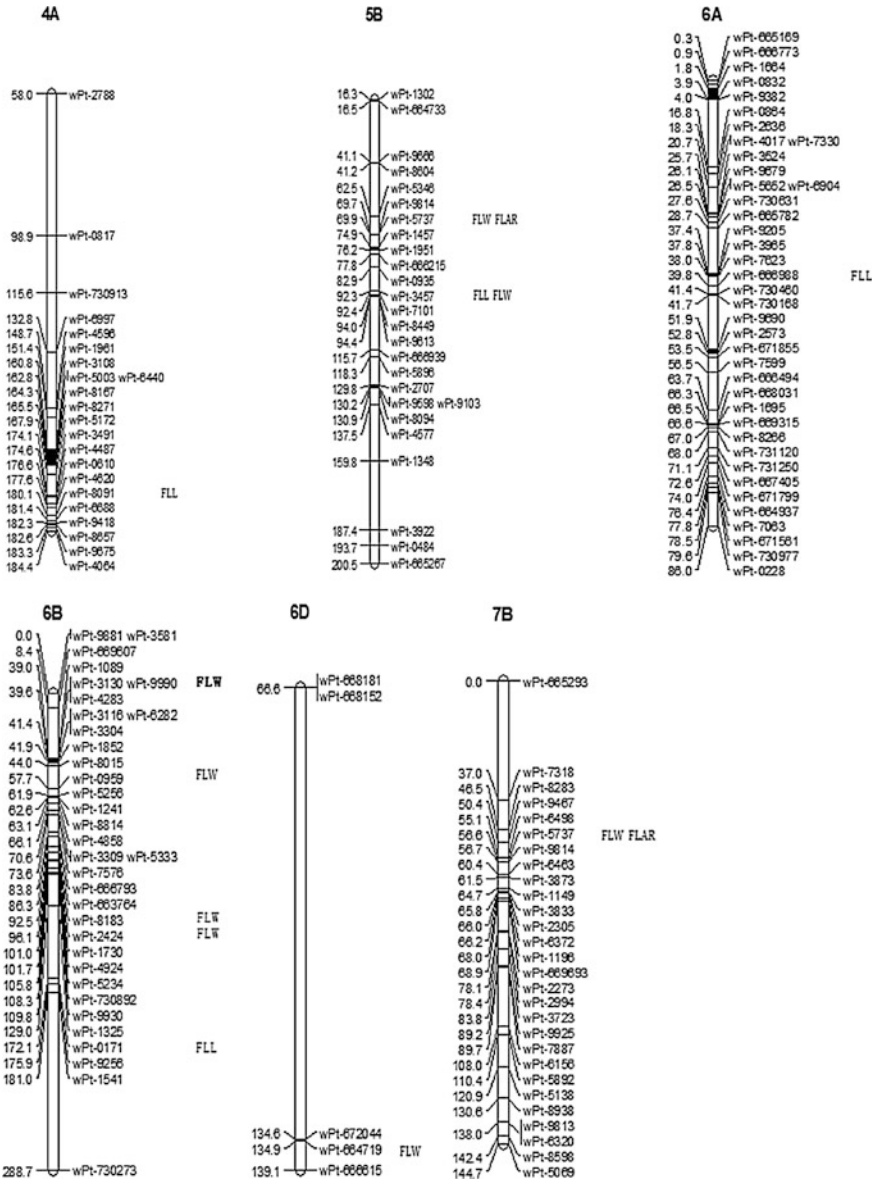 4A
58.0 wPt-2788
98.9 wPt-0817
115.6 wPt-730913
132.8 wPt-6997
148.7 wPt-4596
151.4 wPt-1961
160.8 wPt-3108
162.8 wPt-5003 wPt-6440
164.3 wPt-8167
165.5 wPt-8271
167.9 wPt-5172
174.1 wPt-3491
174.6 wPt-4487
176.6 wPt-0610
177.6 wPt-4620
180.1 wPt-8091 FLL
181.4 wPt-6688
182.3 wPt-9418
182.6 wPt-8657
183.3 wPt-9675
184.4 wPt-4064
5B
16.3 wPt-1302
16.5 wPt-664733
41.1 wPt-9666
41.2 wPt-8604
62.5 wPt-5346
69.7 wPt-9814
69.9 wPt-5737 FLW FLAR
74.9 wPt-1457
76.2 wPt-1951
77.8 wPt-666215
82.9 wPt-0935
92.3 wPt-3457 FLL FLW
92.4 wPt-7101
94.0 wPt-8449
94.4 wPt-9613
115.7 wPt-666939
118.3 wPt-5896
129.8 wPt-2707
130.2 wPt-9598 wPt-9103
130.9 wPt-8094
137.5 wPt-4577
159.8 wPt-1348
187.4 wPt-3922
193.7 wPt-0484
200.5 wPt-665267
6A
0.3 wPt-665169
0.9 wPt-666773
1.8 wPt-1664
3.9 wPt-0832
4.0 wPt-9382
16.8 wPt-0864
18.3 wPt-2636
20.7 wPt-4017 wPt-7330
25.7 wPt-3524
26.1 wPt-9679
26.5 wPt-5652 wPt-6904
27.6 wPt-730631
28.7 wPt-665782
37.4 wPt-9205
37.8 wPt-3965
38.0 wPt-7623
39.8 wPt-666988 FLL
41.4 wPt-730460
41.7 wPt-730168
51.9 wPt-9690
52.8 wPt-2573
53.5 wPt-671855
56.5 wPt-7599
63.7 wPt-666494
66.3 wPt-668031
66.5 wPt-1695
66.6 wPt-669315
67.0 wPt-8266
68.0 wPt-731120
71.1 wPt-731250
72.6 wPt-667405
74.0 wPt-671799
76.4 wPt-664937
77.8 wPt-7063
78.5 wPt-671561
79.6 wPt-730977
86.0 wPt-0228
6B
0.0 wPt-9881 wPt-3581
8.4 wPt-669607
39.0 wPt-1089
39.6 wPt-3130 wPt-9990 FLW
wPt-4283
41.4 wPt-3116 wPt-6282
wPt-3304
41.9 wPt-1852
44.0 wPt-8015
57.7 wPt-0959 FLW
61.9 wPt-5256
62.6 wPt-1241
63.1 wPt-8814
66.1 wPt-4858
70.6 wPt-3309 wPt-5333
73.6 wPt-7576
83.8 wPt-666793
86.3 wPt-663764
92.5 wPt-8183 FLW
96.1 wPt-2424 FLW
101.0 wPt-1730
101.7 wPt-4924
105.8 wPt-5234
108.3 wPt-730892
109.8 wPt-9930
129.0 wPt-1325
172.1 wPt-0171 FLL
175.9 wPt-9256
181.0 wPt-1541
288.7 wPt-730273
6D
66.6 wPt-668181
wPt-668152
134.6 wPt-672044
134.9 wPt-664719 FLW
139.1 wPt-666615
7B
0.0 wPt-665293
37.0 wPt-7318
46.5 wPt-8283
50.4 wPt-9467
55.1 wPt-6498
56.6 wPt-5737 FLW FLAR
56.7 wPt-9814
60.4 wPt-6463
61.5 wPt-3873
64.7 wPt-1149
65.8 wPt-3833
66.0 wPt-2305
66.2 wPt-6372
68.0 wPt-1196
68.9 wPt-669693
78.1 wPt-2273
78.4 wPt-2994
83.8 wPt-3723
89.2 wPt-9925
89.7 wPt-7887
108.0 wPt-6156
110.4 wPt-5892
120.9 wPt-5138
130.6 wPt-8938
138.0 wPt-9813
wPt-6320
142.4 wPt-8598
144.7 wPt-5069